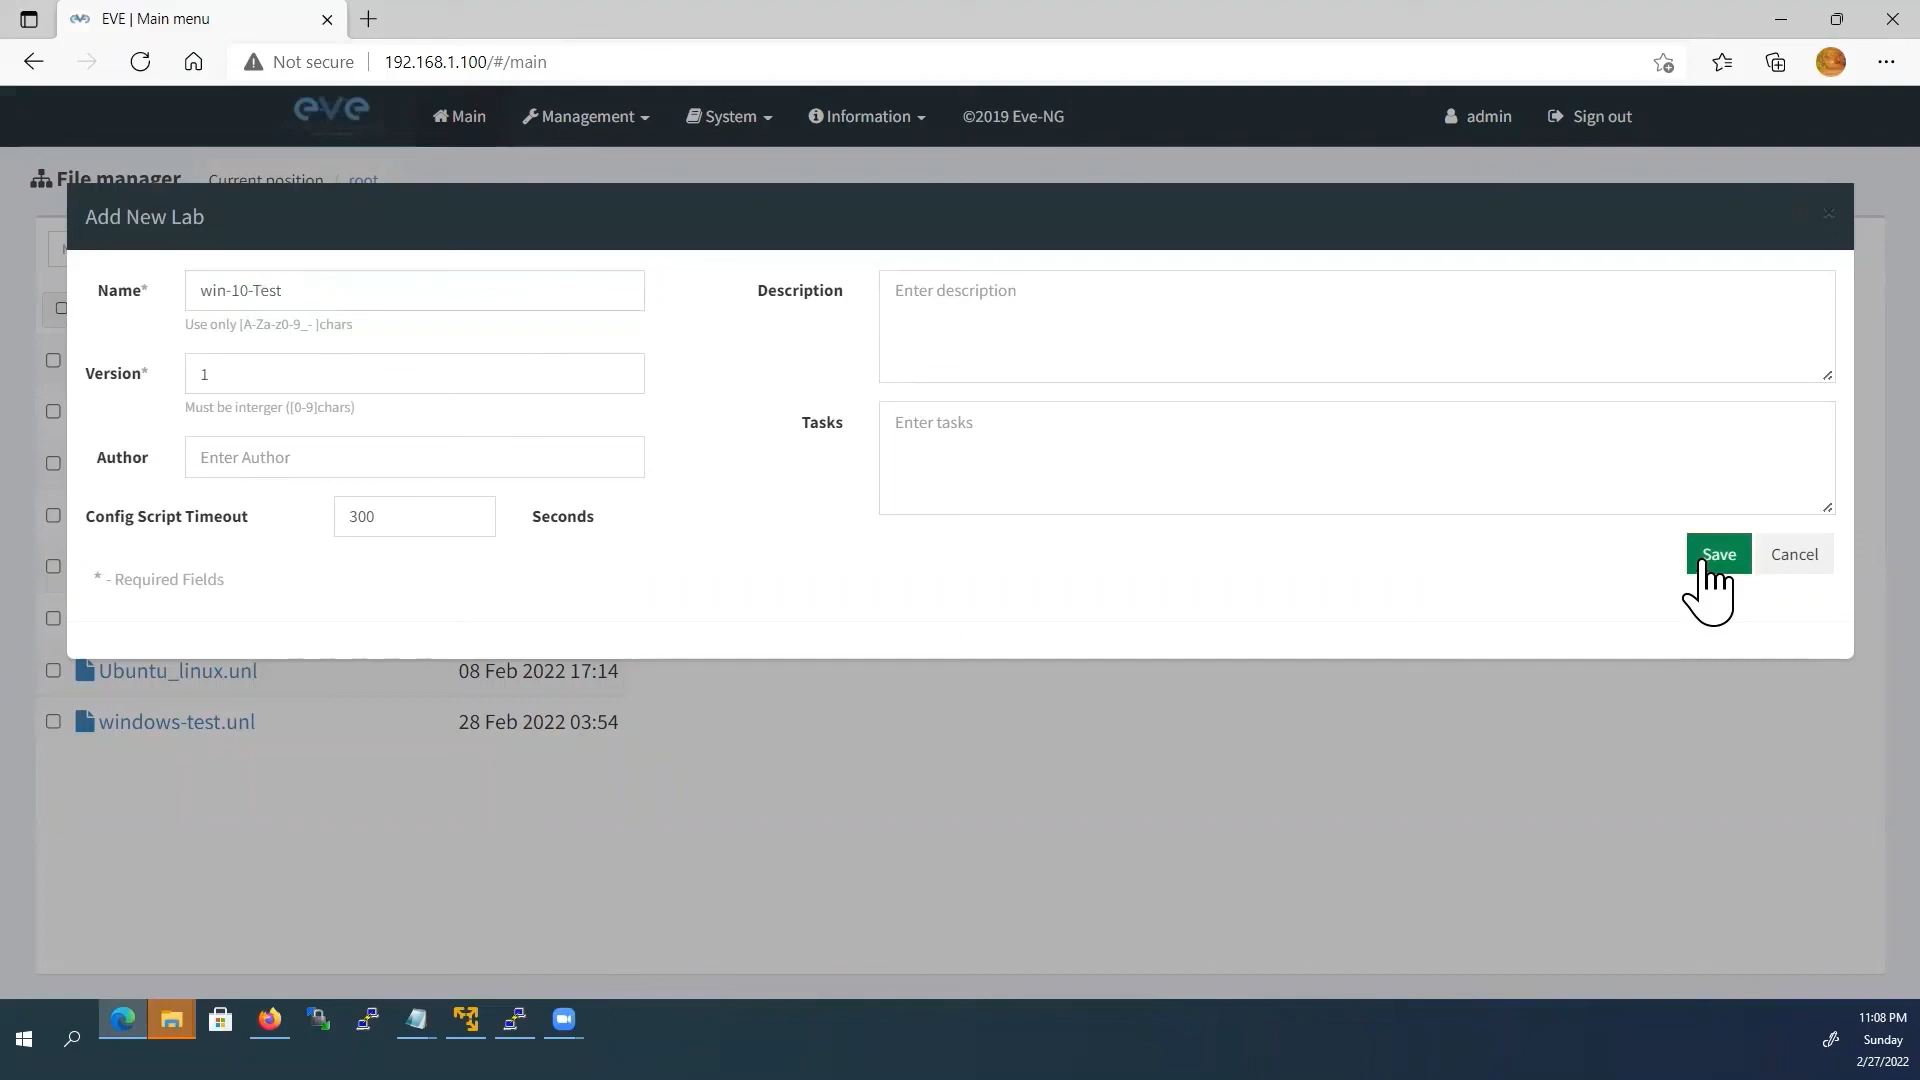 EVE | Main menu
Not secure
192.168.1.100/#/main
eve
Main
Management
System
Information
©2019 Eve-NG
admin
Sign out
File manager
Current position / root
Add New Lab
Name*
win-10-Test
Use only [A-Za-z0-9_- ]chars
Version*
1
Must be interger ([0-9]chars)
Author
Enter Author
Config Script Timeout
300
Seconds
* - Required Fields
Description
Enter description
Tasks
Enter tasks
Save
Cancel
Ubuntu_linux.unl
08 Feb 2022 17:14
windows-test.unl
28 Feb 2022 03:54
11:08 PM
Sunday
2/27/2022